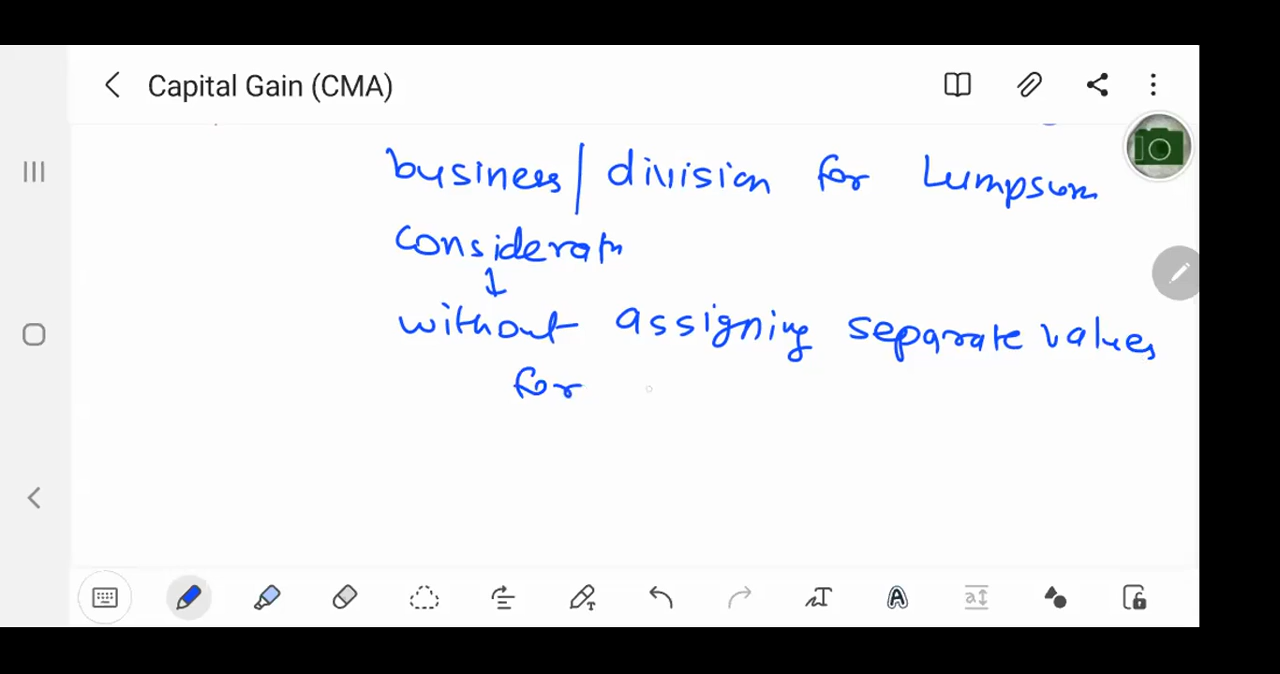 Capital Gain (CMA)
business/ division for Lumpsum
consideratn
↓
without assigning separate values
for